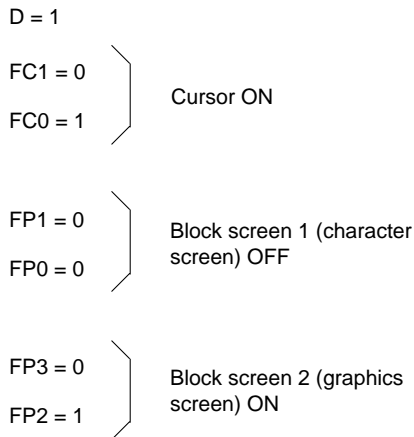 D = 1
FC1 = 0
FC0 = 1
Cursor ON
FP1 = 0
FP0 = 0
Block screen 1 (character
screen) OFF
FP3 = 0
FP2 = 1
Block screen 2 (graphics
screen) ON